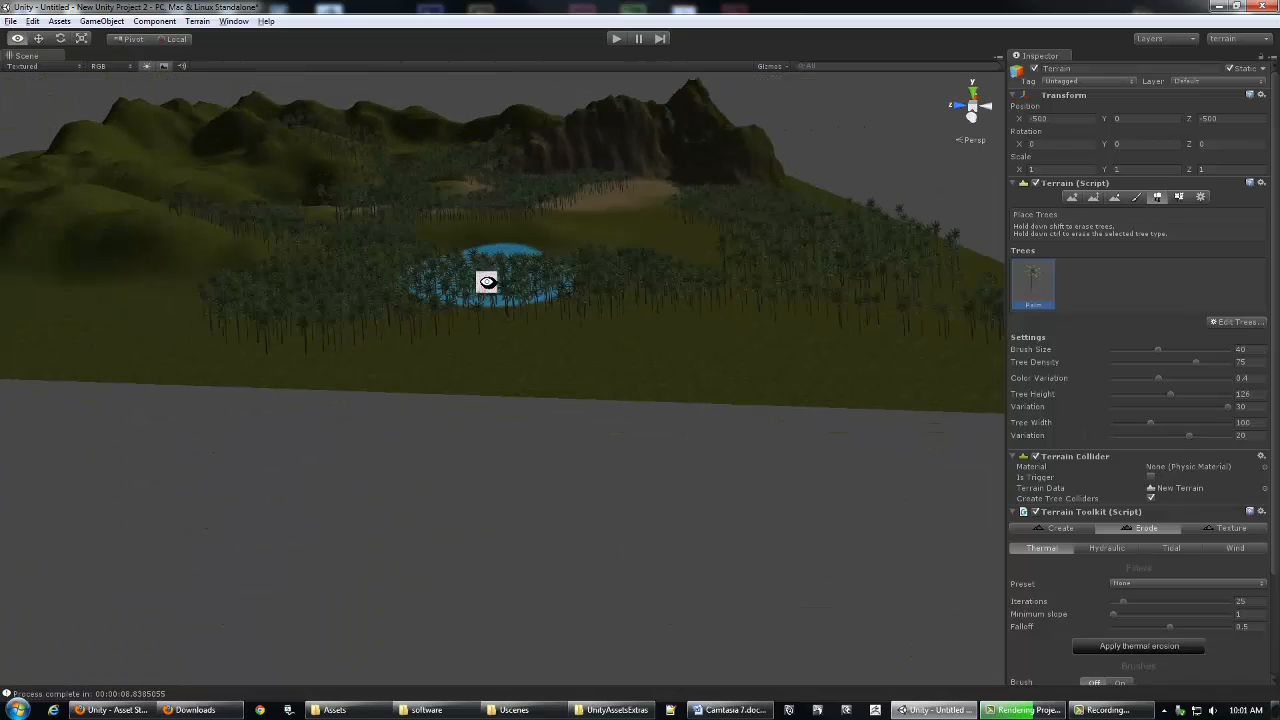 Unity - Untitled - New Unity Project 2 - PC, Mac & Linux Standalone*
File Edit Assets GameObject Component Terrain Window Help
Pivot Local Layers terrain
Scene
Textured RGB Gizmos All
Inspector
Terrain Static
Tag Untagged Layer Default
Transform
Position
X -500 Y 0 Z -500
Rotation
X 0 Y 0 Z 0
Scale
X 1 Y 1 Z 1
y
z
Persp
Terrain (Script)
Place Trees
Hold down shift to erase trees.
Hold down ctrl to erase the selected tree type.
Trees
Palm
Edit Trees...
Settings
Brush Size 40
Tree Density 75
Color Variation 0.4
Tree Height 126
Variation 30
Tree Width 100
Variation 20
Terrain Collider
Material None (Physic Material)
Is Trigger
Terrain Data New Terrain
Create Tree Colliders
Terrain Toolkit (Script)
Create Erode Texture
Thermal Hydraulic Tidal Wind
Preset None
Iterations 25
Minimum slope 1
Falloff 0.5
Apply thermal erosion
Brushes
Brush Off On
Process complete in: 00:00:08.8385055
Unity - Asset St... Downloads Assets software Uscenes UnityAssetsExtras Camtasia 7.doc... Unity - Untitled ... Rendering Proje... Recording... 10:01 AM